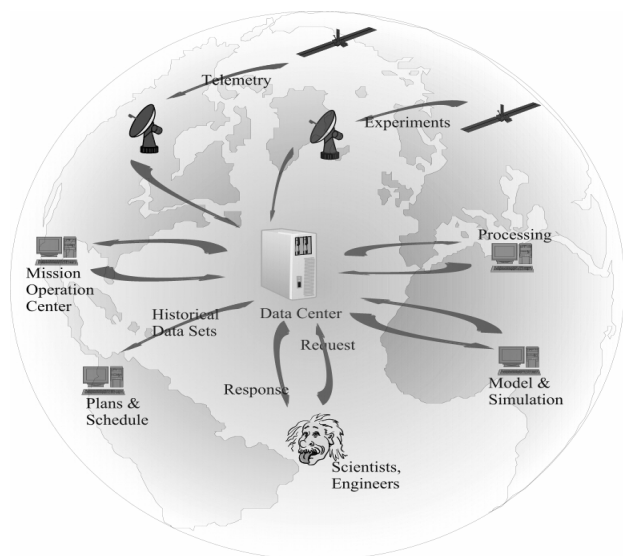 Telemetry
Experiments
Processing
Mission
Operation
Center
Historical
Data Sets
Data Center
Request
Response
Plans &
Schedule
Model &
Simulation
Scientists,
Engineers